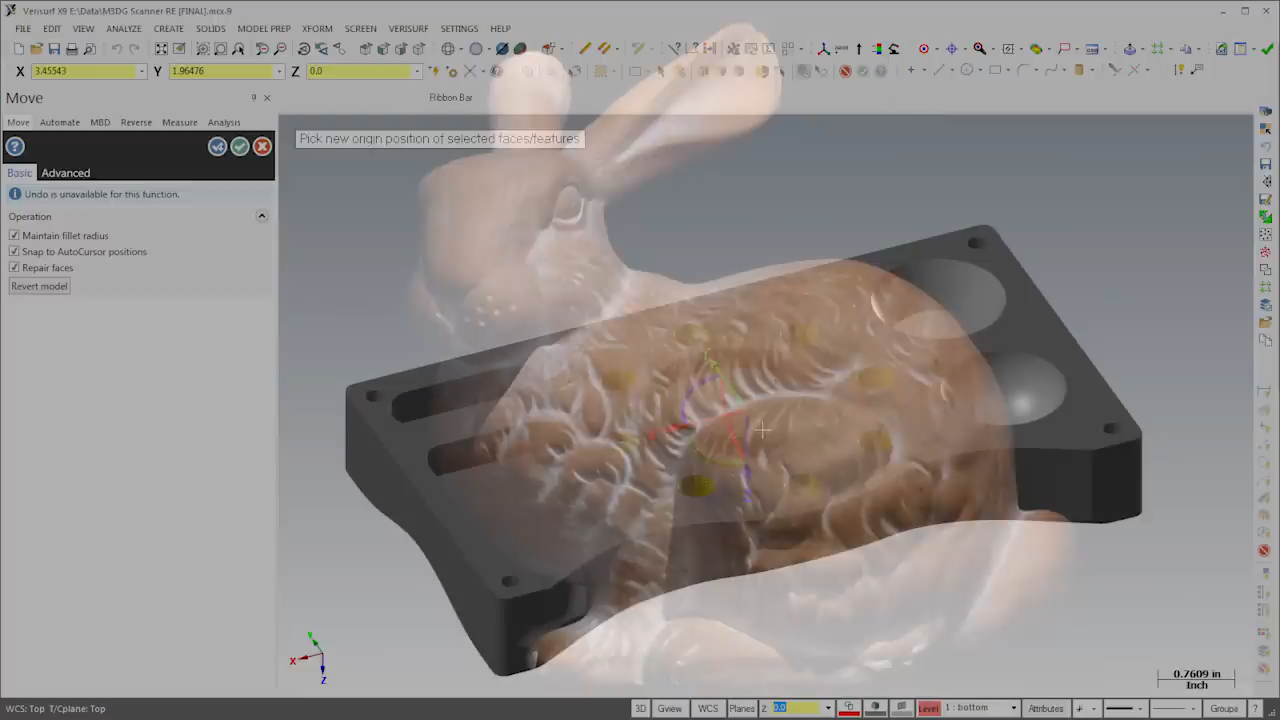 Verisurf X9 E:\Data\M3DG Scanner RE [FINAL].mcx-9
FILE EDIT VIEW ANALYZE CREATE SOLIDS MODEL PREP XFORM SCREEN VERISURF SETTINGS HELP
X 3.45543 Y 1.96476 Z 0.0
Move
Ribbon Bar
Move Automate MBD Reverse Measure Analysis
Pick new origin position of selected faces/features
Basic Advanced
Undo is unavailable for this function.
Operation
Maintain fillet radius
Snap to AutoCursor positions
Repair faces
Revert model
Y
X
Z
0.7609 in
Inch
WCS: Top T/Cplane: Top
3D Gview WCS Planes Z 0.0 Level 1 : bottom Attributes Groups ?